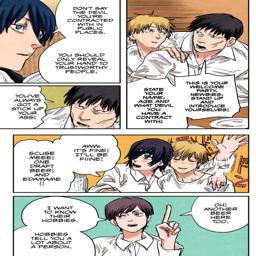 DON'T SAY
THE DEVIL
YOU'RE
CONTRACTED
WITH IN
PUBLIC
PLACES.
YOU SHOULD
ONLY REVEAL
YOUR HAND TO
TRUSTWORTHY
PEOPLE.
THIS IS YOUR
WELCOME
PARTY,
NEWBIES.
STAND UP
AND
INTRODUCE
YOURSELVES!
STATE
YOUR
NAME,
AGE AND
WHAT DEVIL
YOU
HAVE A
CONTRACT
WITH!
YOU'VE
ALWAYS
GOT A
STICK UP
YOUR
ASS!
AWW,
IT'S FINE!
IT'LL BE
FIINE!
SCUSE
MEEE!
ONE
DRAFT
BEER!
AND
EDAMAME
OH!
ANOTHER
BEER
HERE
TOO.
I WANT
TO KNOW
THEIR
HOBBIES.
HOBBIES
TELL YOU A
LOT ABOUT
A PERSON.